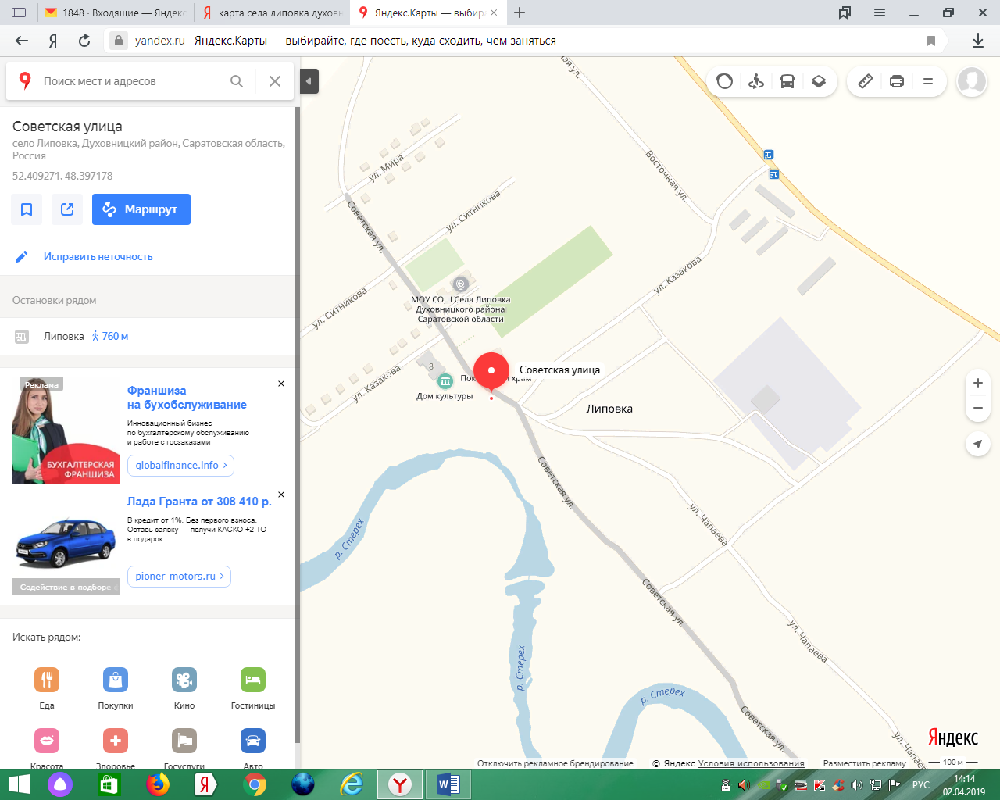 1848 · Входящие — Яндекс
карта села липовка духовн
Яндекс.Карты — выбир
yandex.ru Яндекс.Карты — выбирайте, где поесть, куда сходить, чем заняться
Поиск мест и адресов
Советская улица
село Липовка, Духовницкий район, Саратовская область,
Россия
52.409271, 48.397178
Маршрут
Исправить неточность
Остановки рядом
Липовка 760 м
Реклама
Франшиза
на бухобслуживание
Инновационный бизнес
по бухгалтерскому обслуживанию
и работе с госзаказами
globalfinance.info
БУХГАЛТЕРСКАЯ
ФРАНШИЗА
Лада Гранта от 308 410 р.
В кредит от 1%. Без первого взноса.
Оставь заявку — получи КАСКО +2 ТО
в подарок.
pioner-motors.ru
Содействие в подборе
Искать рядом:
Еда
Покупки
Кино
Гостиницы
Красота
Здоровье
Госуслуги
Авто
Восточная ул.
ул. Мира
Советская ул.
ул. Ситникова
Восточная ул.
ул. Казакова
МОУ СОШ Села Липовка
Духовницкого района
Саратовской области
ул. Ситникова
ул. Казакова
8
Дом культуры
храм
Советская улица
Липовка
Советская ул.
ул. Чапаева
р. Стерех
Советская ул.
ул. Чапаева
р. Стерех
р. Стерех
Советская ул.
ул. Чапаева
Яндекс
Отключить рекламное брендирование
© Яндекс Условия использования
Разместить рекламу
100 м
РУС
14:14
02.04.2019